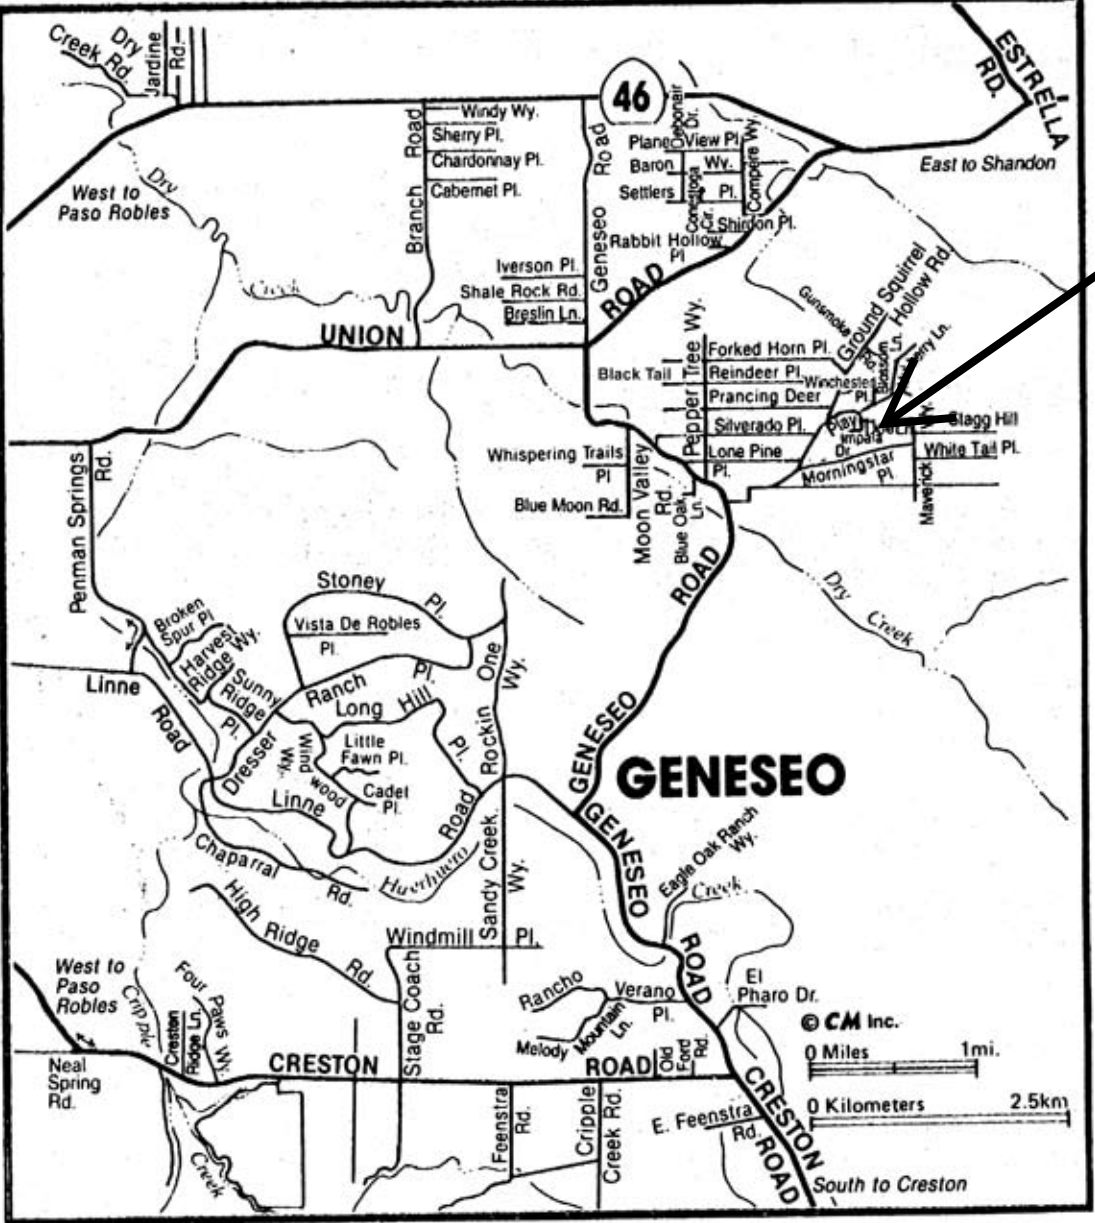 Dry
Creek Rd.
Jardine
Rd.
46
ESTRELLA
RD.
Windy Wy.
Sherry Pl.
Chardonnay Pl.
Cabernet Pl.
Branch Road
Geneseo Road
Debonair
Dr.
Plane View Pl.
Baron Wy.
Settlers Pl.
Conestoga
Cir.
Compere Wy.
Shirdon Pl.
Rabbit Hollow
Pl
East to Shandon
West to
Paso Robles
Dry
Creek
Iverson Pl.
Shale Rock Rd.
Breslin Ln.
UNION ROAD
Gunsmoke
Ground Squirrel
Hollow Rd.
Pepper Tree Wy.
Forked Horn Pl.
Black Tail
Reindeer Pl.
Winchester
Pl.
Blossom
Ln.
Prancing Deer
Silverado Pl.
Play
Impala
Dr.
Stagg Hill
Lone Pine
Pl.
White Tail Pl.
Morningstar
Pl
Maverick Wy.
Whispering Trails
Pl
Blue Moon Rd.
Moon Valley
Rd.
Blue Oak
Ln.
Penman Springs
Rd.
ROAD
Dry
Creek
Stoney Pl.
Vista De Robles
Pl.
Broken
Spur Pl
Harvest
Ridge Wy.
Sunny
Ridge
Pl.
Ranch Pl.
Long Hill Pl.
Rockin One Wy.
Linne
Road
Dresser
Wind
wood
Wy.
Little
Fawn Pl.
Cadet
Pl.
Linne Road
GENESEO
GENESEO
GENESEO
Chaparral
Rd.
Huerhuero
Creek
Sandy Creek Wy.
Eagle Oak Ranch
Wy.
High Ridge
Rd.
Windmill Pl.
West to
Paso
Robles
Cripple
Creek
Four
Paws Wy.
Creston
Ridge Ln.
Stage Coach
Rd.
Rancho
Verano
Pl.
Melody
Mountain
Ln.
ROAD
El
Pharo Dr.
© CM Inc.
0 Miles 1mi.
0 Kilometers 2.5km
Neal
Spring
Rd.
CRESTON ROAD
Old
Ford
Rd.
Feenstra
Rd.
Cripple
Creek Rd.
E. Feenstra
Rd.
CRESTON
ROAD
South to Creston